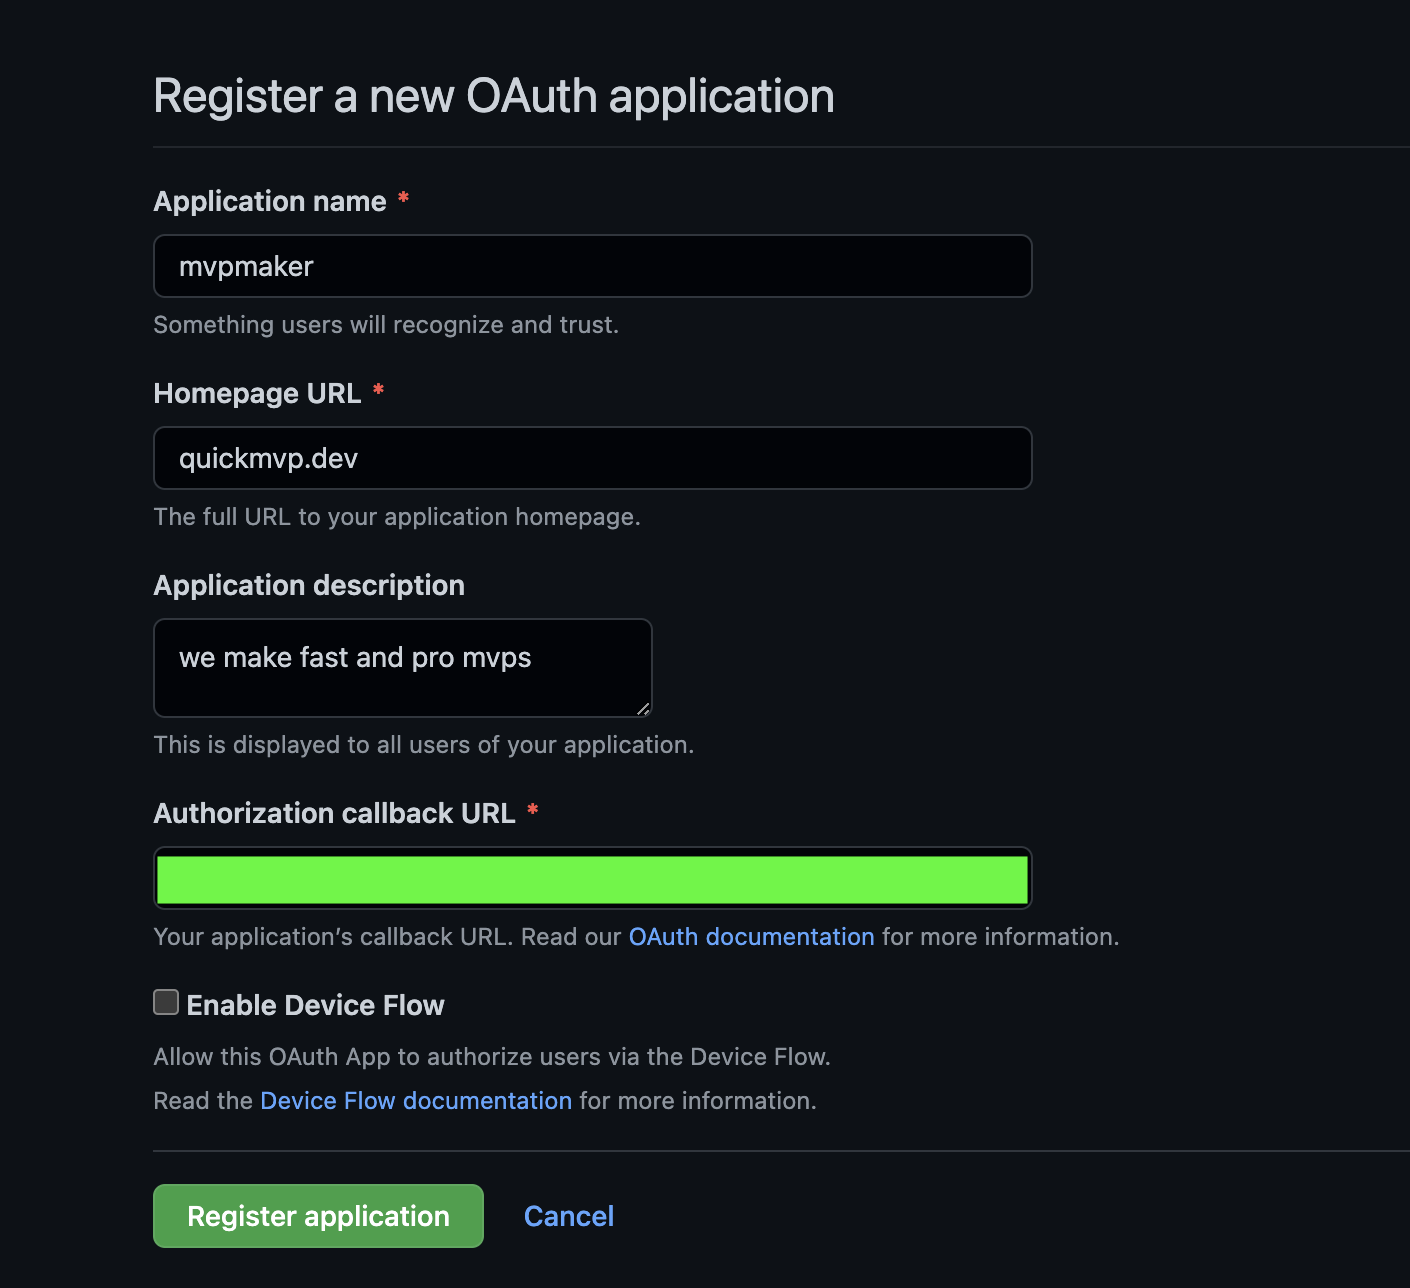 Register a new OAuth application
Application name *
mvpmaker
Something users will recognize and trust.
Homepage URL *
quickmvp.dev
The full URL to your application homepage.
Application description
we make fast and pro mvps
This is displayed to all users of your application.
Authorization callback URL *
Your application’s callback URL. Read our OAuth documentation for more information.
Enable Device Flow
Allow this OAuth App to authorize users via the Device Flow.
Read the Device Flow documentation for more information.
Register application Cancel